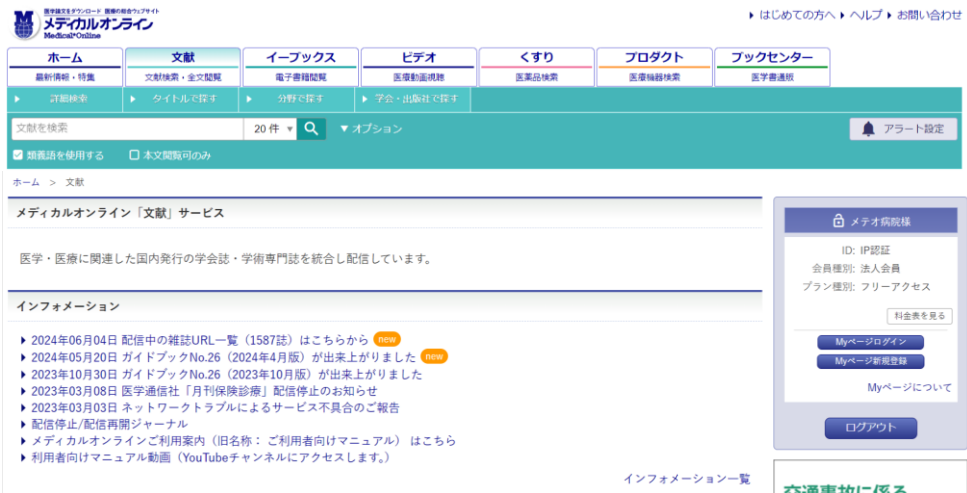 医学論文をダウンロード 医療の総合ウェブサイト
メディカルオンライン
Medical*Online
はじめての方へ ヘルプ お問い合わせ
ホーム 文献 イーブックス ビデオ くすり プロダクト ブックセンター
最新情報・特集 文献検索・全文閲覧 電子書籍閲覧 医療動画視聴 医薬品検索 医療機器検索 医学書通販
詳細検索 タイトルで探す 分野で探す 学会・出版社で探す
文献を検索 20 件 ▼ ▼ オプション アラート設定
類義語を使用する 本文閲覧可のみ
ホーム > 文献
メディカルオンライン「文献」サービス
医学・医療に関連した国内発行の学会誌・学術専門誌を統合し配信しています。
インフォメーション
2024年06月04日 配信中の雑誌URL一覧（1587誌）はこちらから new
2024年05月20日 ガイドブックNo.26（2024年4月版）が出来上がりました new
2023年10月30日 ガイドブックNo.26（2023年10月版）が出来上がりました
2023年03月08日 医学通信社「月刊保険診療」配信停止のお知らせ
2023年03月03日 ネットワークトラブルによるサービス不具合のご報告
配信停止/配信再開ジャーナル
メディカルオンラインご利用案内（旧名称： ご利用者向けマニュアル） はこちら
利用者向けマニュアル動画（YouTubeチャンネルにアクセスします。）
インフォメーション一覧
メテオ病院様
ID: IP認証
会員種別: 法人会員
プラン種別: フリーアクセス
料金表を見る
Myページログイン
Myページ新規登録
Myページについて
ログアウト
交通事故に係る